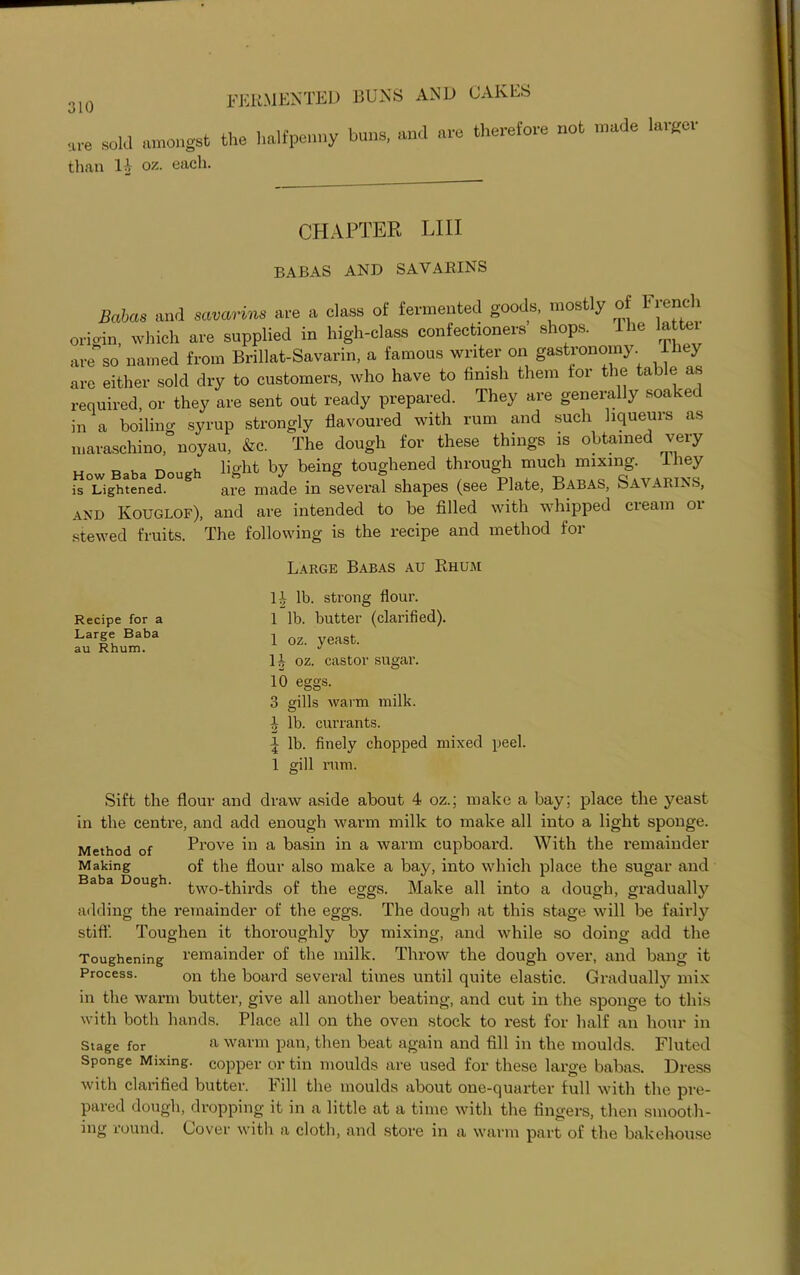 310
FERMENTED BUNS AND CAKES
are sold amongst the halfpenny buns, and are therefore not made larger
than 1½ oz. each.
CHAPTER LIII
BABAS AND SAVARINS
Babas and savarins are a class of fermented goods, mostly of French
origin, which are supplied in high-class confectioners' shops. The latter
are so named from Brillat-Savarin, a famous writer on gastronomy. They
are either sold dry to customers, who have to finish them for the table as
required, or they are sent out ready prepared. They are generally soaked
in a boiling syrup strongly flavoured with rum and such liqueurs as
maraschino, noyau, &c. The dough for these things is obtained very
How Baba Dough light by being toughened through much mixing. They
is Lightened. are made in several shapes (see Plate, BABAS, SAVARINS,
AND KOUGLOF), and are intended to be filled with whipped cream or
stewed fruits. The following is the recipe and method for
LARGE BABAS AU RHUM
1½ lb. strong flour.
Recipe for a 1 lb. butter (clarified).
Large Baba 1 oz. yeast.
au Rhum.
1½ oz. castor sugar.
10 eggs.
3 gills warm milk.
½ lb. currants.
¼ lb. finely chopped mixed peel.
1 gill rum.
Sift the flour and draw aside about 4 oz.; make a bay; place the yeast
in the centre, and add enough warm milk to make all into a light sponge.
Method of Prove in a basin in a warm cupboard. With the remainder
Making of the flour also make a bay, into which place the sugar and
Baba Dough. two-thirds of the eggs. Make all into a dough, gradually
adding the remainder of the eggs. The dough at this stage will be fairly
stiff. Toughen it thoroughly by mixing, and while so doing add the
Toughening remainder of the milk. Throw the dough over, and bang it
Process. on the board several times until quite elastic. Gradually mix
in the warm butter, give all another beating, and cut in the sponge to this
with both hands. Place all on the oven stock to rest for half an hour in
Stage for a warm pan, then beat again and fill in the moulds. Fluted
Sponge Mixing. copper or tin moulds are used for these large babas. Dress
with clarified butter. Fill the moulds about one-quarter full with the pre-
pared dough, dropping it in a little at a time with the fingers, then smooth-
ing round. Cover with a cloth, and store in a warm part of the bakehouse